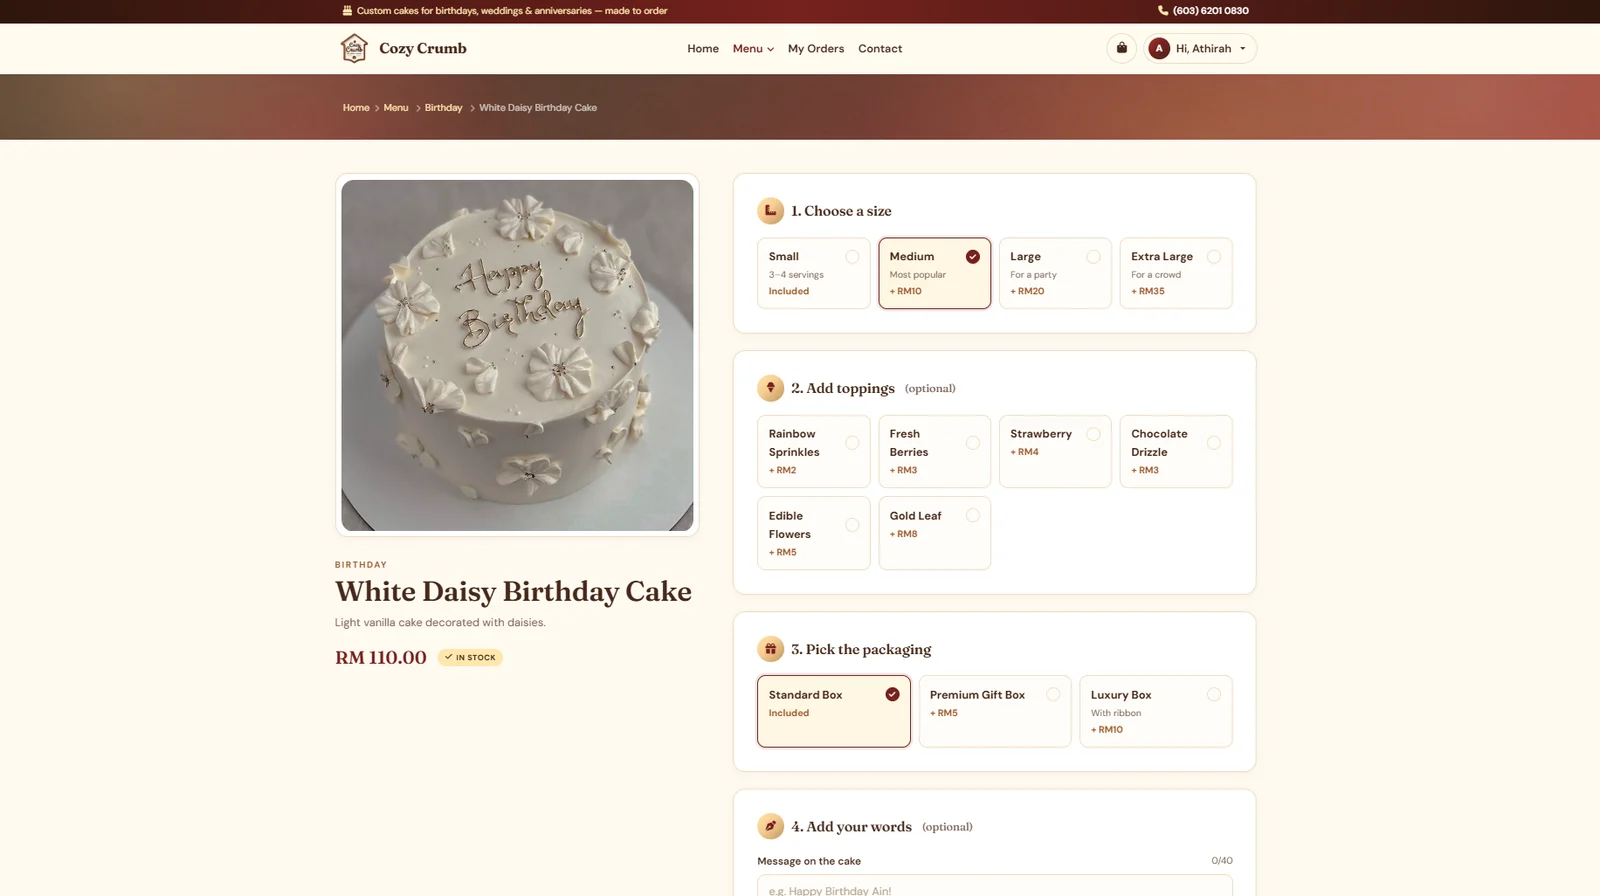 Custom cakes for birthdays, weddings & anniversaries — made to order
(603) 6201 0830
Cozy Crumb
Home
Menu
My Orders
Contact
A
Hi, Athirah
Home > Menu > Birthday > White Daisy Birthday Cake
Happy
Birthday
BIRTHDAY
White Daisy Birthday Cake
Light vanilla cake decorated with daisies.
RM 110.00
IN STOCK
1. Choose a size
Small
3–4 servings
Included
Medium
Most popular
+ RM10
Large
For a party
+ RM20
Extra Large
For a crowd
+ RM35
2. Add toppings (optional)
Rainbow
Sprinkles
+ RM2
Fresh
Berries
+ RM3
Strawberry
+ RM4
Chocolate
Drizzle
+ RM3
Edible
Flowers
+ RM5
Gold Leaf
+ RM8
3. Pick the packaging
Standard Box
Included
Premium Gift Box
+ RM5
Luxury Box
With ribbon
+ RM10
4. Add your words (optional)
Message on the cake
0/40
e.g. Happy Birthday Ain!